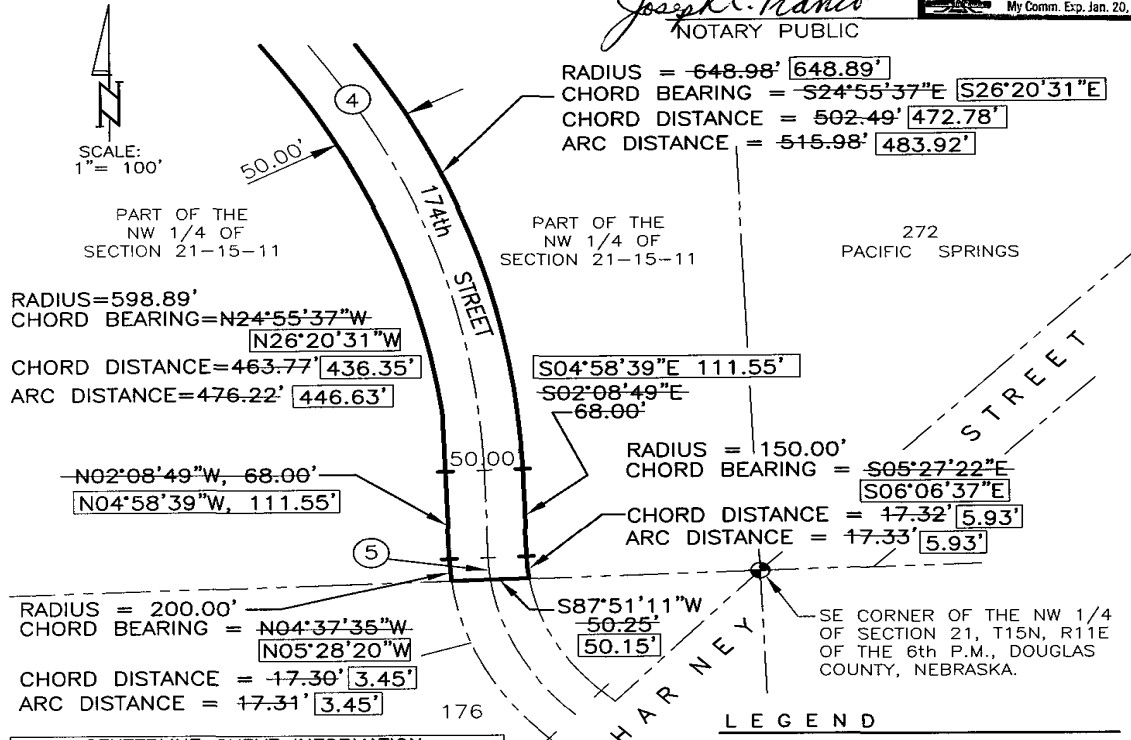 Joseph C.
My Comm. Exp. Jan. 20,
NOTARY PUBLIC
RADIUS = 648.98' 648.89'
CHORD BEARING = S24°55'37"E S26°20'31"E
CHORD DISTANCE = 502.49' 472.78'
ARC DISTANCE = 515.98' 483.92'
N
SCALE:
1"= 100'
4
50.00'
174th STREET
PART OF THE
NW 1/4 OF
SECTION 21-15-11
PART OF THE
NW 1/4 OF
SECTION 21-15-11
272
PACIFIC SPRINGS
RADIUS=598.89'
CHORD BEARING=N24°55'37"W
N26°20'31"W
CHORD DISTANCE=463.77' 436.35'
ARC DISTANCE=476.22' 446.63'
S04°58'39"E 111.55'
S02°08'49"E
68.00'
STREET
50.00
N02°08'49"W, 68.00'
N04°58'39"W, 111.55'
RADIUS = 150.00'
CHORD BEARING = S05°27'22"E
S06°06'37"E
CHORD DISTANCE = 17.32' 5.93'
ARC DISTANCE = 17.33' 5.93'
5
RADIUS = 200.00'
CHORD BEARING = N04°37'35"W
N05°28'20"W
CHORD DISTANCE = 17.30' 3.45'
ARC DISTANCE = 17.31' 3.45'
S87°51'11"W
50.25'
50.15'
SE CORNER OF THE NW 1/4
OF SECTION 21, T15N, R11E
OF THE 6th P.M., DOUGLAS
COUNTY, NEBRASKA.
176
HARNEY
LEGEND
CENTERLINE CURVE INFORMATION